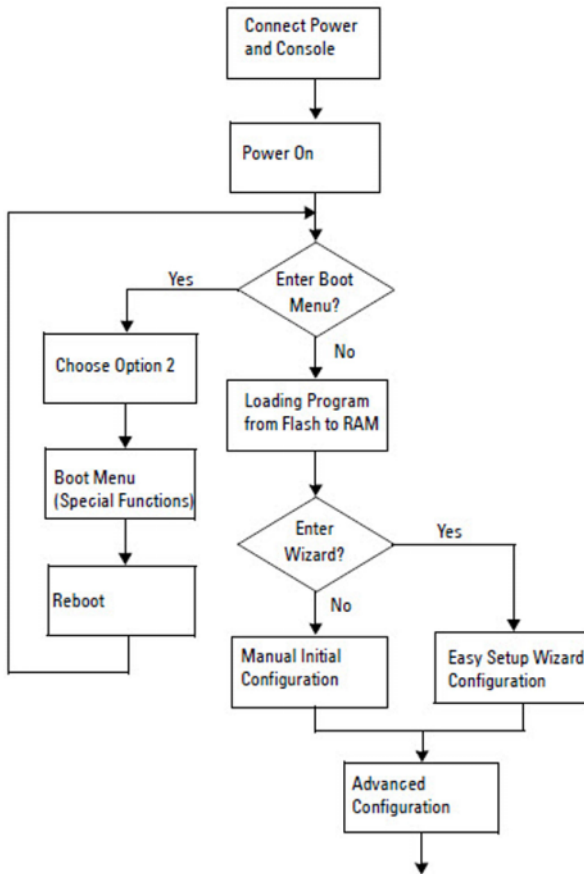 Connect Power
and Console
Power On
Enter Boot
Menu?
Yes
No
Choose Option 2
Loading Program
from Flash to RAM
Boot Menu
(Special Functions)
Enter
Wizard?
Yes
No
Reboot
Manual Initial
Configuration
Easy Setup Wizard
Configuration
Advanced
Configuration